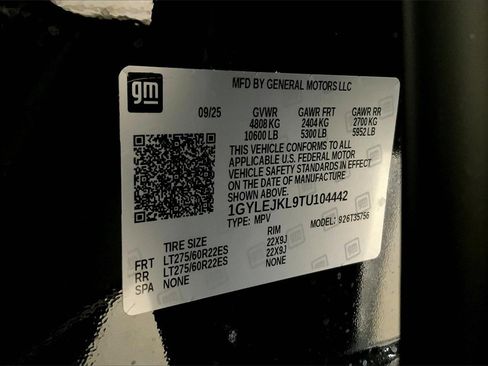 gm
MFD BY GENERAL MOTORS LLC
09/25 GVWR GAWR FRT GAWR RR
4808 KG 2404 KG 2700 KG
10600 LB 5300 LB 5952 LB
THIS VEHICLE CONFORMS TO ALL
APPLICABLE U.S. FEDERAL MOTOR
VEHICLE SAFETY STANDARDS IN EFFECT
ON THE DATE OF MANUFACTURE
SHOWN ABOVE.
1GYLEJKL9TU104442
TYPE: MPV MODEL: 926T35756
TIRE SIZE RIM
FRT LT275/60R22ES 22X9J
RR LT275/60R22ES 22X9J
SPA NONE NONE